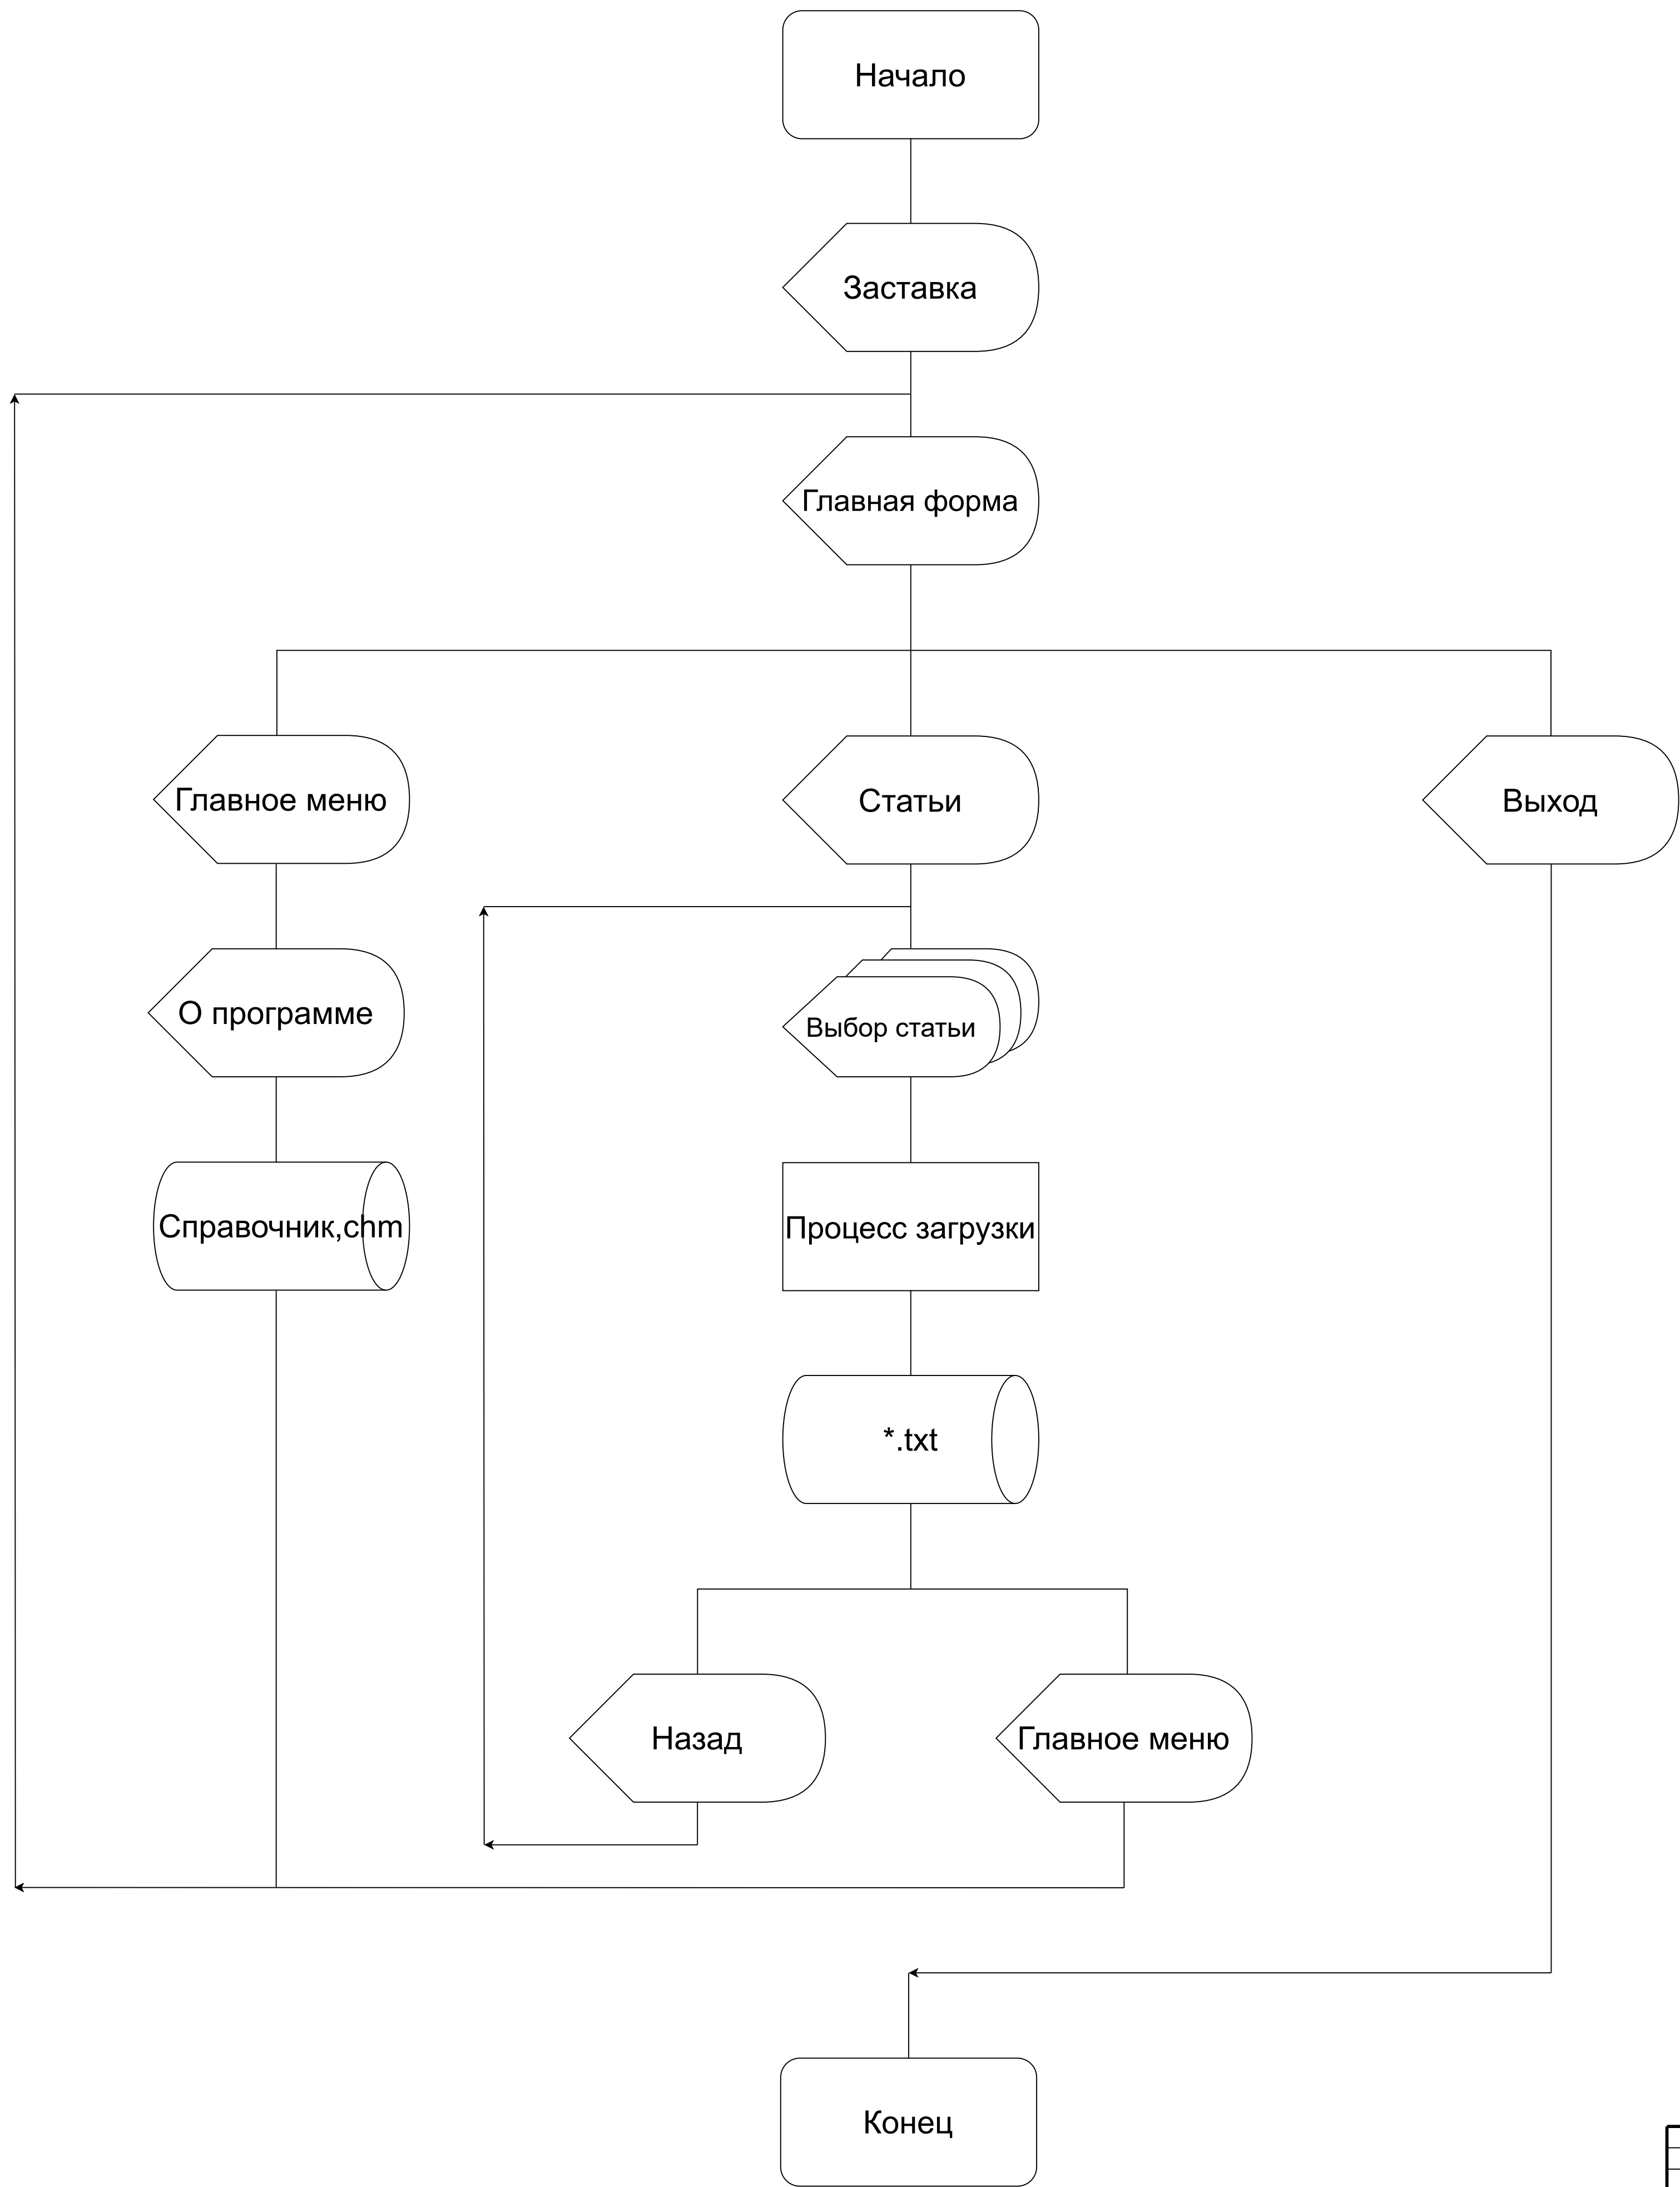 Начало
Заставка
Главная форма
Главное меню
Статьи
Выход
О программе
Выбор статьи
Справочник,chm
Процесс загрузки
*.txt
Назад
Главное меню
Конец